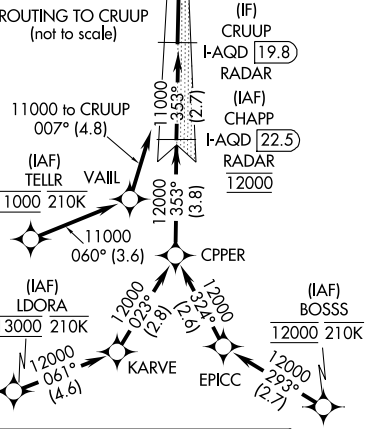 ROUTING TO CRUUP
(not to scale)
(IF)
CRUUP
I-AQD 19.8
RADAR
(IAF)
CHAPP
I-AQD 22.5
RADAR
12000
11000
353°
(2.7)
11000 to CRUUP
007° (4.8)
(IAF)
TELLR
1000 210K
VAIIL
11000
060° (3.6)
12000
353°
(3.8)
CPPER
(IAF)
LDORA
3000 210K
12000
061°
(4.6)
KARVE
12000
023°
(2.8)
12000
324°
(2.6)
EPICC
(IAF)
BOSSS
12000 210K
12000
293°
(2.7)